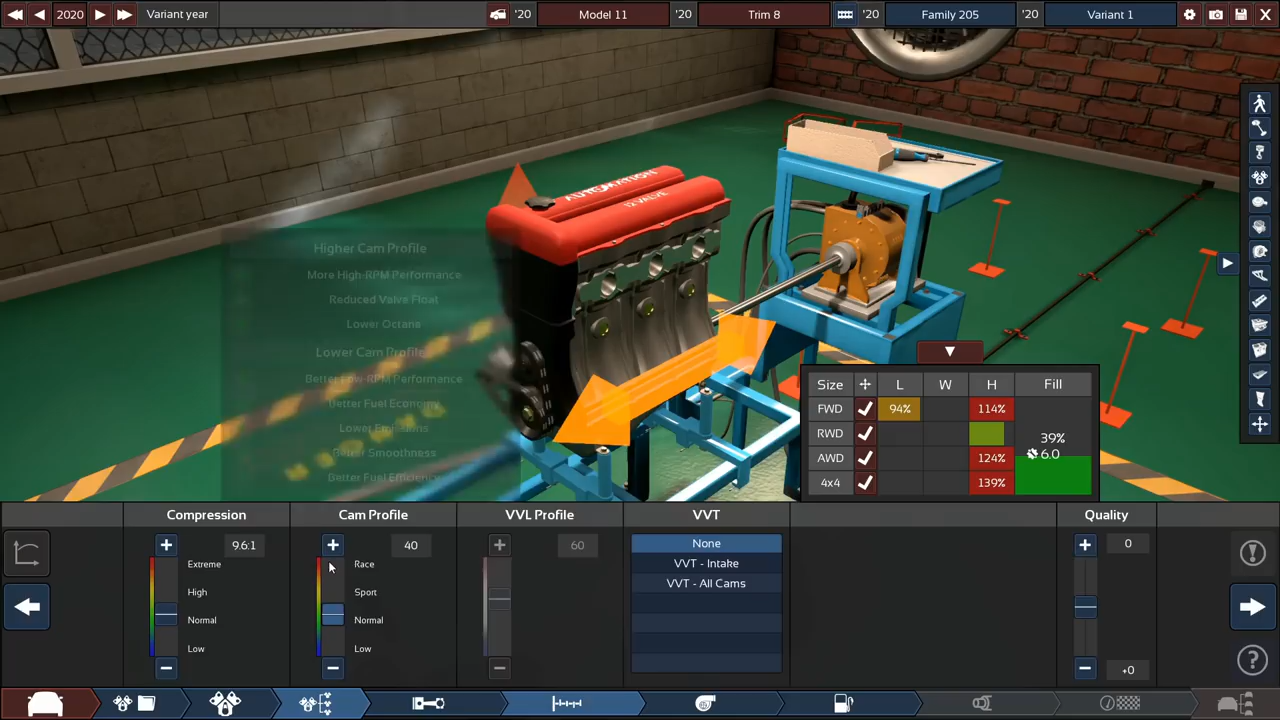 2020 Variant year '20 Model 11 '20 Trim 8 '20 Family 205 '20 Variant 1
AUTOMATION
12 VALVE
Higher Cam Profile
More High-RPM Performance
Reduced Valve Float
Lower Octane
Lower Cam Profile
Better Low-RPM Performance
Better Fuel Economy
Lower Emissions
Better Smoothness
Better Fuel Efficiency
Size L W H Fill
FWD 94% 114%
RWD
39%
AWD 124% 6.0
4x4 139%
Compression Cam Profile VVL Profile VVT Quality
9.6:1 40 60 None 0
Extreme Race VVT - Intake
VVT - All Cams
High Sport
Normal Normal
Low Low
+0